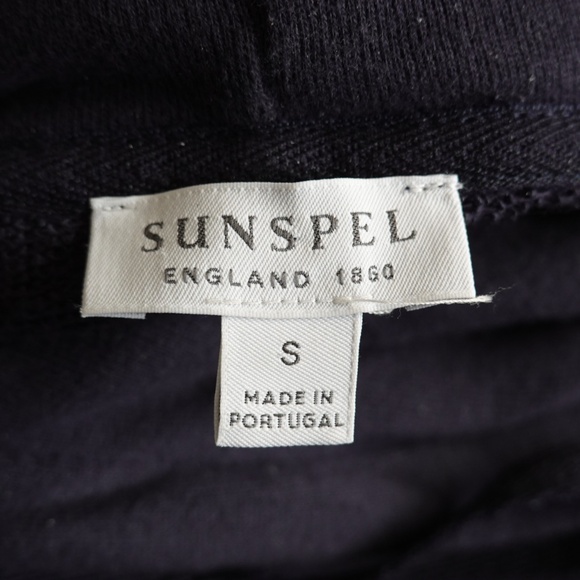 SUNSPEL
ENGLAND 1860
S
MADE IN
PORTUGAL